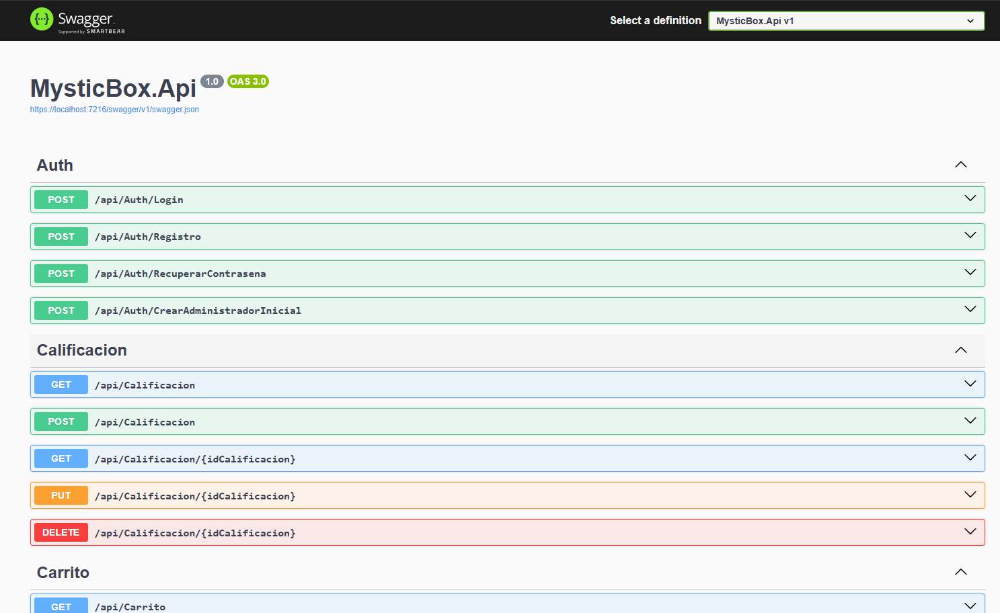 Swagger
Supported by SMARTBEAR
Select a definition
MysticBox.Api v1
MysticBox.Api 1.0 OAS 3.0
https://localhost:7216/swagger/v1/swagger.json
Auth
POST /api/Auth/Login
POST /api/Auth/Registro
POST /api/Auth/RecuperarContrasena
POST /api/Auth/CrearAdministradorInicial
Calificacion
GET /api/Calificacion
POST /api/Calificacion
GET /api/Calificacion/{idCalificacion}
PUT /api/Calificacion/{idCalificacion}
DELETE /api/Calificacion/{idCalificacion}
Carrito
GET /api/Carrito